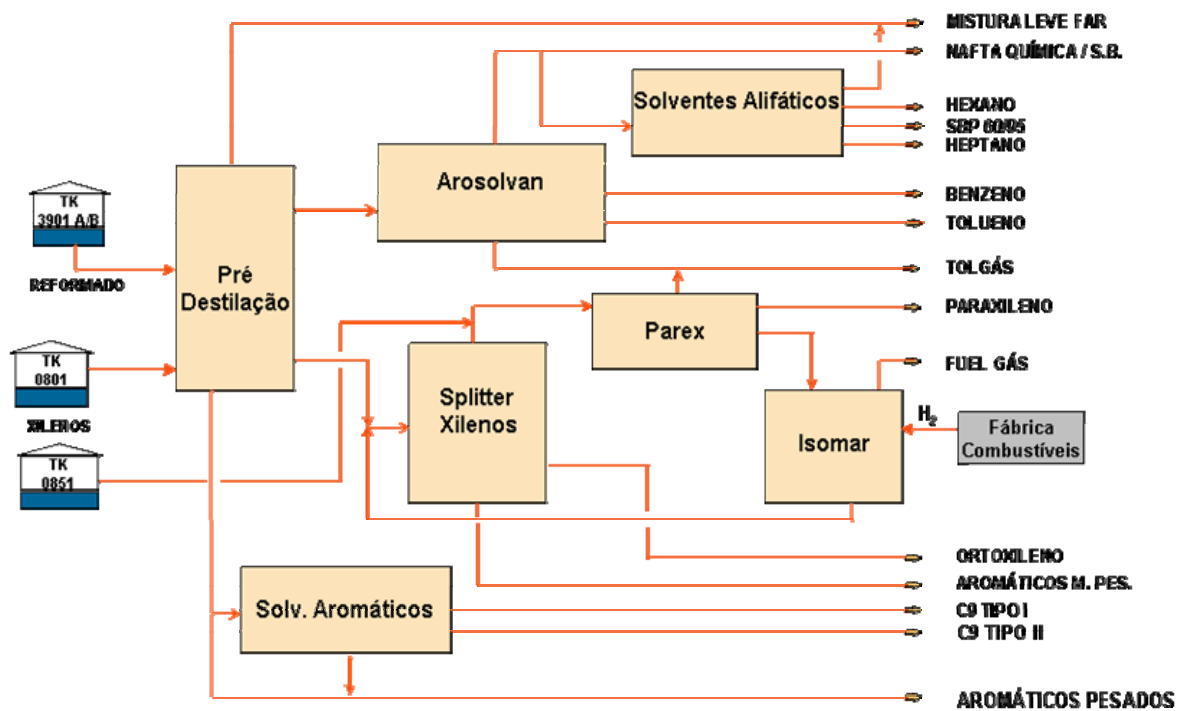 MISTURA LEVE FAR
NAFTA QUÍMICA / S.B.
Solventes Alifáticos
HEXANO
SBP 60/95
HEPTANO
Arosolvan
BENZENO
TOLUENO
TK
3901 A/B
REFORMADO
Pré
Destilação
TOLGÁS
PARAXILENO
Parex
TK
0801
XILENOS
FUEL GÁS
Splitter
Xilenos
H2
Fábrica
Combustíveis
Isomar
TK
0851
ORTOXILENO
AROMÁTICOS M. PES.
Solv. Aromáticos
C9 TIPO I
C9 TIPO II
AROMÁTICOS PESADOS